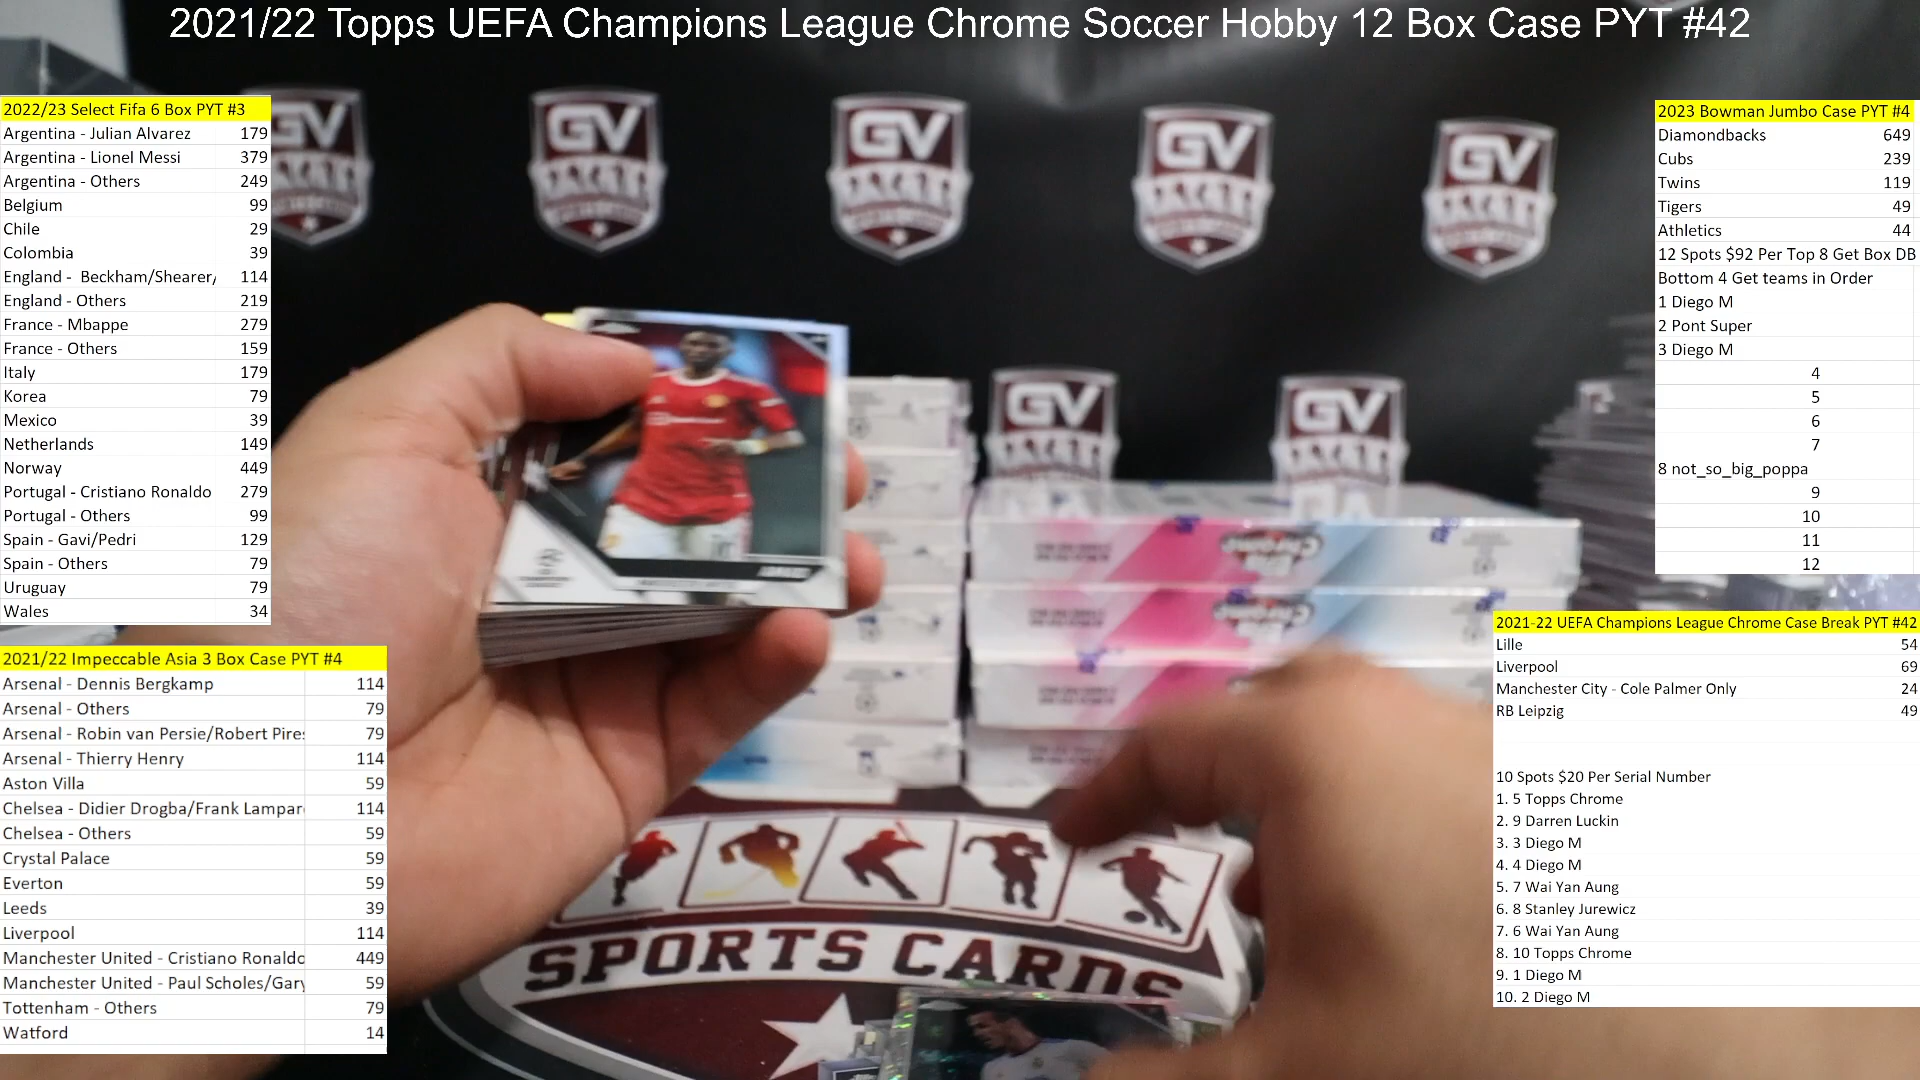 2021/22 Topps UEFA Champions League Chrome Soccer Hobby 12 Box Case PYT #42
2022/23 Select Fifa 6 Box PYT #3
Argentina - Julian Alvarez 179
Argentina - Lionel Messi 379
Argentina - Others 249
Belgium 99
Chile 29
Colombia 39
England - Beckham/Shearer/ 114
England - Others 219
France - Mbappe 279
France - Others 159
Italy 179
Korea 79
Mexico 39
Netherlands 149
Norway 449
Portugal - Cristiano Ronaldo 279
Portugal - Others 99
Spain - Gavi/Pedri 129
Spain - Others 79
Uruguay 79
Wales 34
2021/22 Impeccable Asia 3 Box Case PYT #4
Arsenal - Dennis Bergkamp 114
Arsenal - Others 79
Arsenal - Robin van Persie/Robert Pires 79
Arsenal - Thierry Henry 114
Aston Villa 59
Chelsea - Didier Drogba/Frank Lampar 114
Chelsea - Others 59
Crystal Palace 59
Everton 59
Leeds 39
Liverpool 114
Manchester United - Cristiano Ronaldo 449
Manchester United - Paul Scholes/Gary 59
Tottenham - Others 79
Watford 14
GV
GV
GV
GV
GV
GV
GV
Chrome
Chrome
SPORTS CARDS
2023 Bowman Jumbo Case PYT #4
Diamondbacks 649
Cubs 239
Twins 119
Tigers 49
Athletics 44
12 Spots $92 Per Top 8 Get Box DB
Bottom 4 Get teams in Order
1 Diego M
2 Pont Super
3 Diego M
4
5
6
7
8 not_so_big_poppa
9
10
11
12
2021-22 UEFA Champions League Chrome Case Break PYT #42
Lille 54
Liverpool 69
Manchester City - Cole Palmer Only 24
RB Leipzig 49
10 Spots $20 Per Serial Number
1. 5 Topps Chrome
2. 9 Darren Luckin
3. 3 Diego M
4. 4 Diego M
5. 7 Wai Yan Aung
6. 8 Stanley Jurewicz
7. 6 Wai Yan Aung
8. 10 Topps Chrome
9. 1 Diego M
10. 2 Diego M